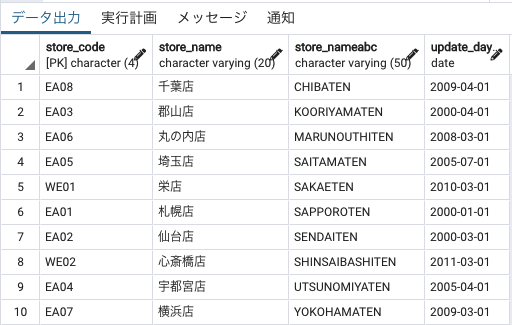 データ出力 実行計画 メッセージ 通知
store_code store_name store_nameabc update_day
[PK] character (4) character varying (20) character varying (50) date
1 EA08 千葉店 CHIBATEN 2009-04-01
2 EA03 郡山店 KOORIYAMATEN 2000-04-01
3 EA06 丸の内店 MARUNOUTHITEN 2008-03-01
4 EA05 埼玉店 SAITAMATEN 2005-07-01
5 WE01 栄店 SAKAETEN 2010-03-01
6 EA01 札幌店 SAPPOROTEN 2000-01-01
7 EA02 仙台店 SENDAITEN 2000-03-01
8 WE02 心斎橋店 SHINSAIBASHITEN 2011-03-01
9 EA04 宇都宮店 UTSUNOMIYATEN 2005-04-01
10 EA07 横浜店 YOKOHAMATEN 2009-03-01